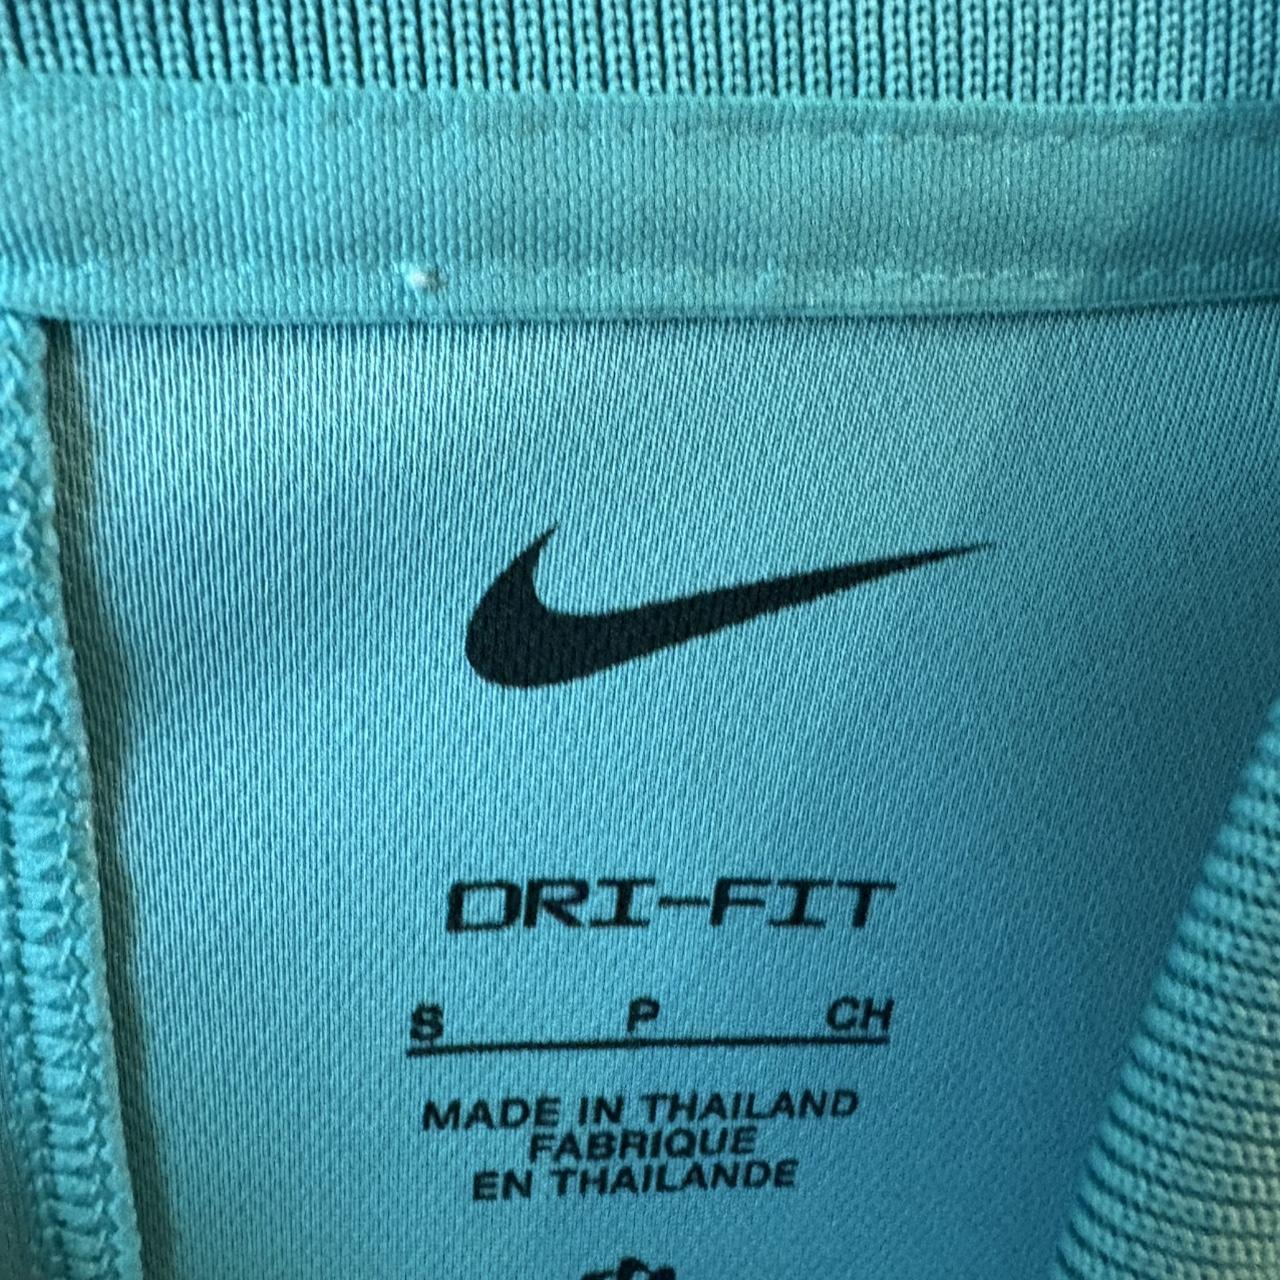 DRI-FIT
S P CH
MADE IN THAILAND
FABRIQUE
EN THAILANDE